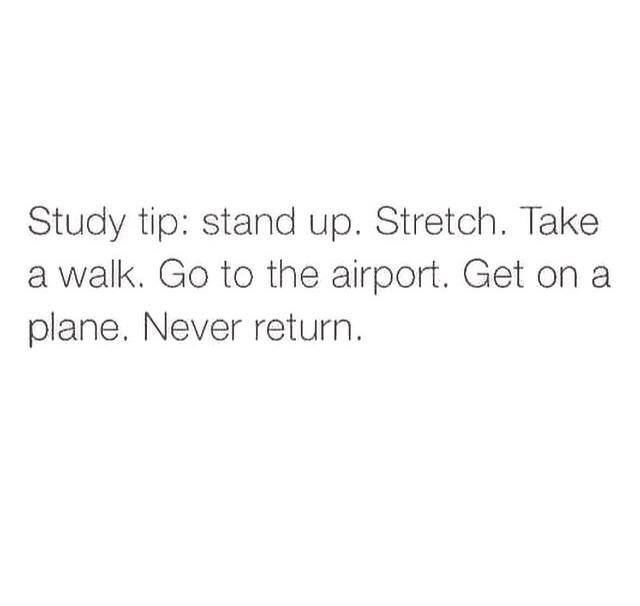 Study tip: stand up. Stretch. Take
a walk. Go to the airport. Get on a
plane. Never return.